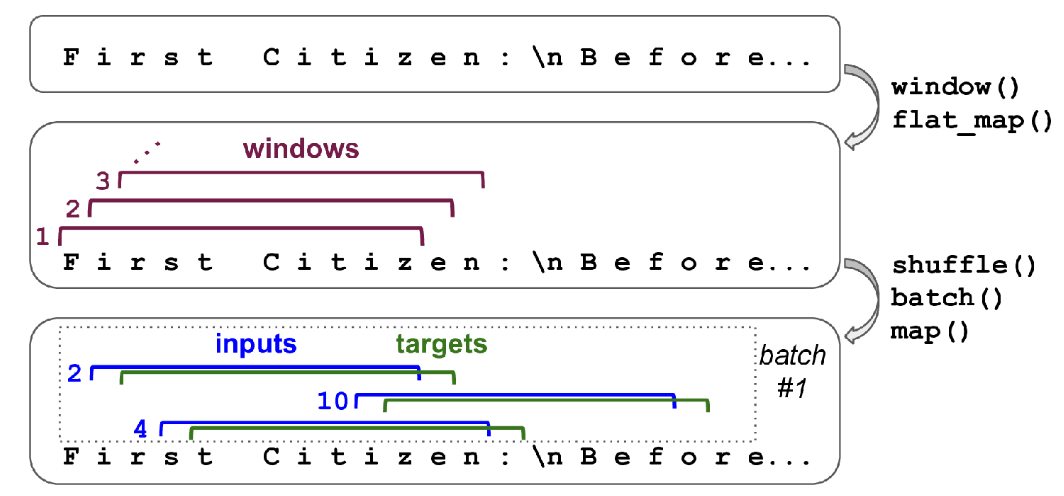 F i r s t   C i t i z e n : \n B e f o r e...
window()
flat_map()
windows
3
2
1
F i r s t   C i t i z e n : \n B e f o r e...
shuffle()
batch()
map()
inputs targets
batch
#1
2
10
4
F i r s t   C i t i z e n : \n B e f o r e...